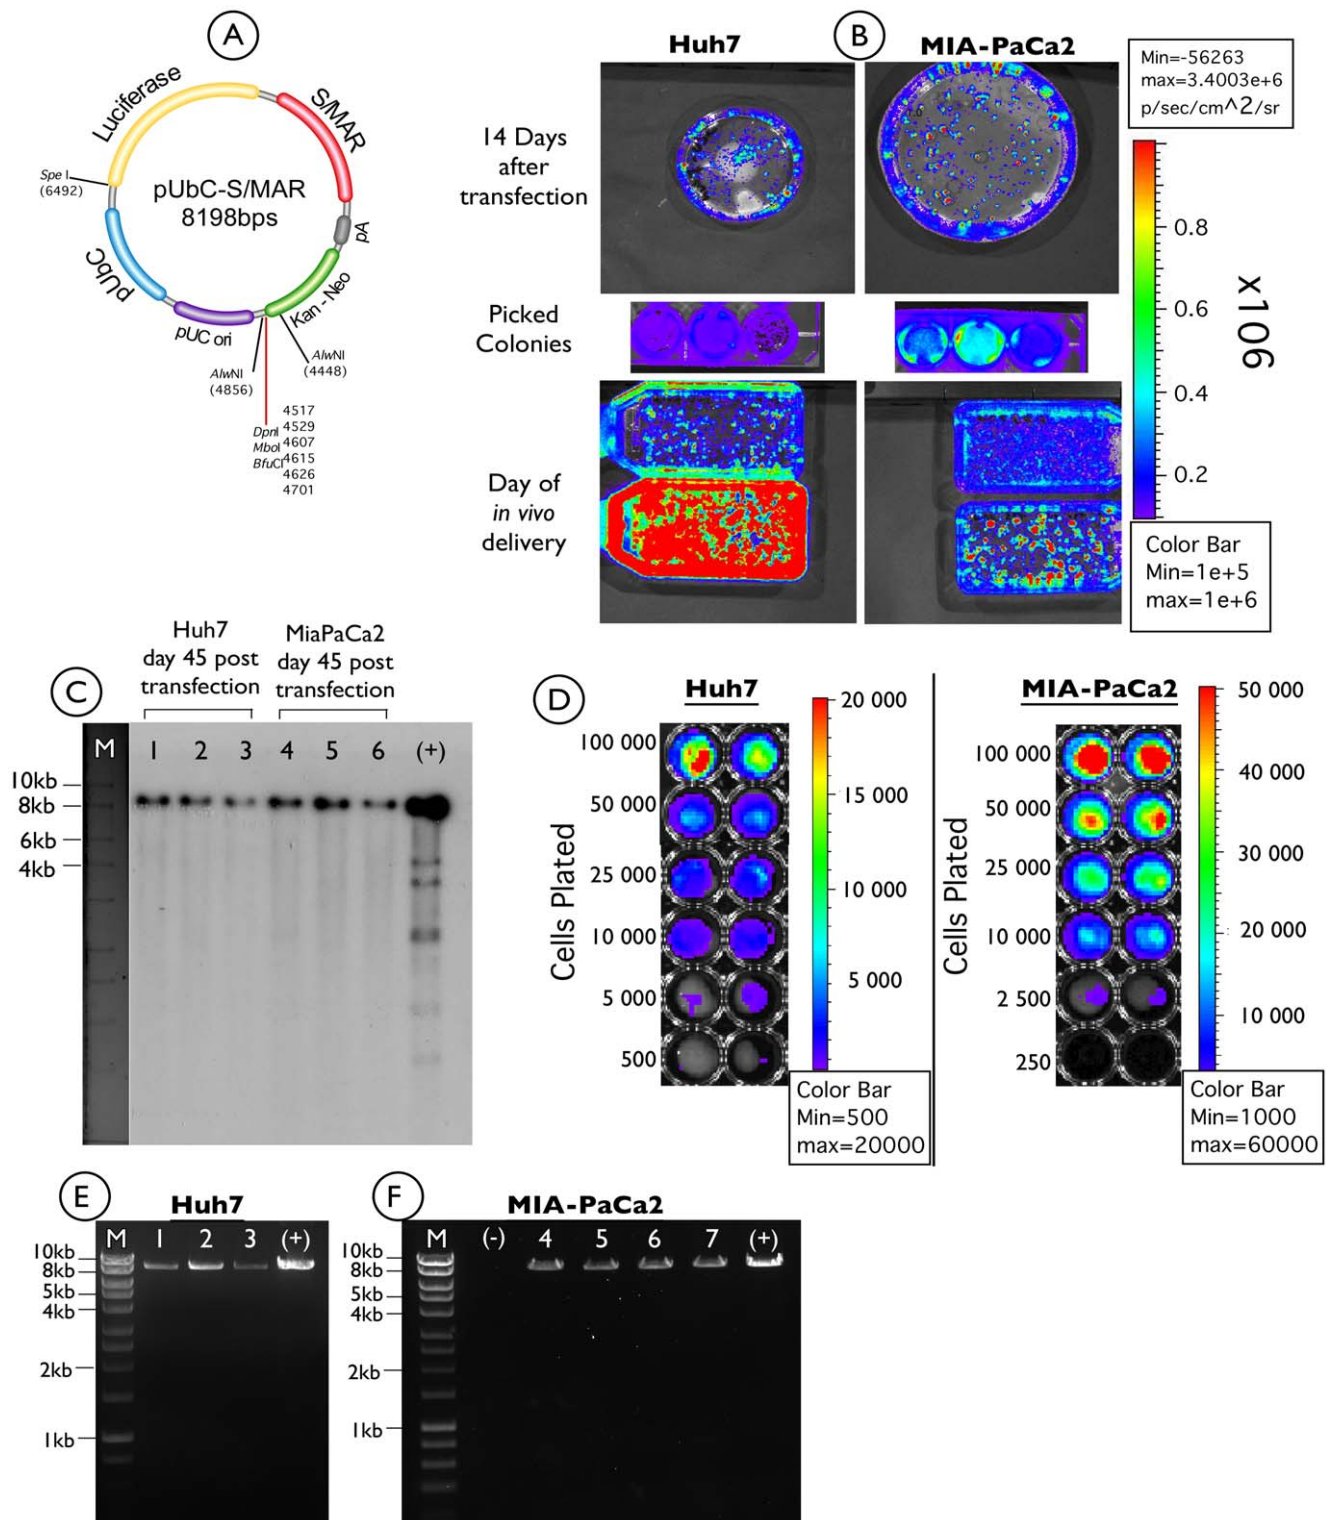 A
Luciferase
S/MAR
Spe I
(6492)
pUbC-S/MAR
8198bps
pA
pUbC
Kan - Neo
pUC ori
AlwNI
(4448)
AlwNI
(4856)
DpnI
MboI
BfuCI
4517
4529
4607
4615
4626
4701
B
Huh7
MIA-PaCa2
Min=-56263
max=3.4003e+6
p/sec/cm^2/sr
14 Days
after
transfection
Picked
Colonies
Day of
in vivo
delivery
0.8
0.6
0.4
0.2
x106
Color Bar
Min=1e+5
max=1e+6
C
Huh7
day 45 post
transfection
MiaPaCa2
day 45 post
transfection
M
1
2
3
4
5
6
(+)
10kb
8kb
6kb
4kb
D
Huh7
Cells Plated
100 000
50 000
25 000
10 000
5 000
500
20 000
15 000
10 000
5 000
Color Bar
Min=500
max=20000
MIA-PaCa2
Cells Plated
100 000
50 000
25 000
10 000
2 500
250
50 000
40 000
30 000
20 000
10 000
Color Bar
Min=1000
max=60000
E
Huh7
M
1
2
3
(+)
10kb
8kb
5kb
4kb
2kb
1kb
F
MIA-PaCa2
M
(-)
4
5
6
7
(+)
10kb
8kb
5kb
4kb
2kb
1kb